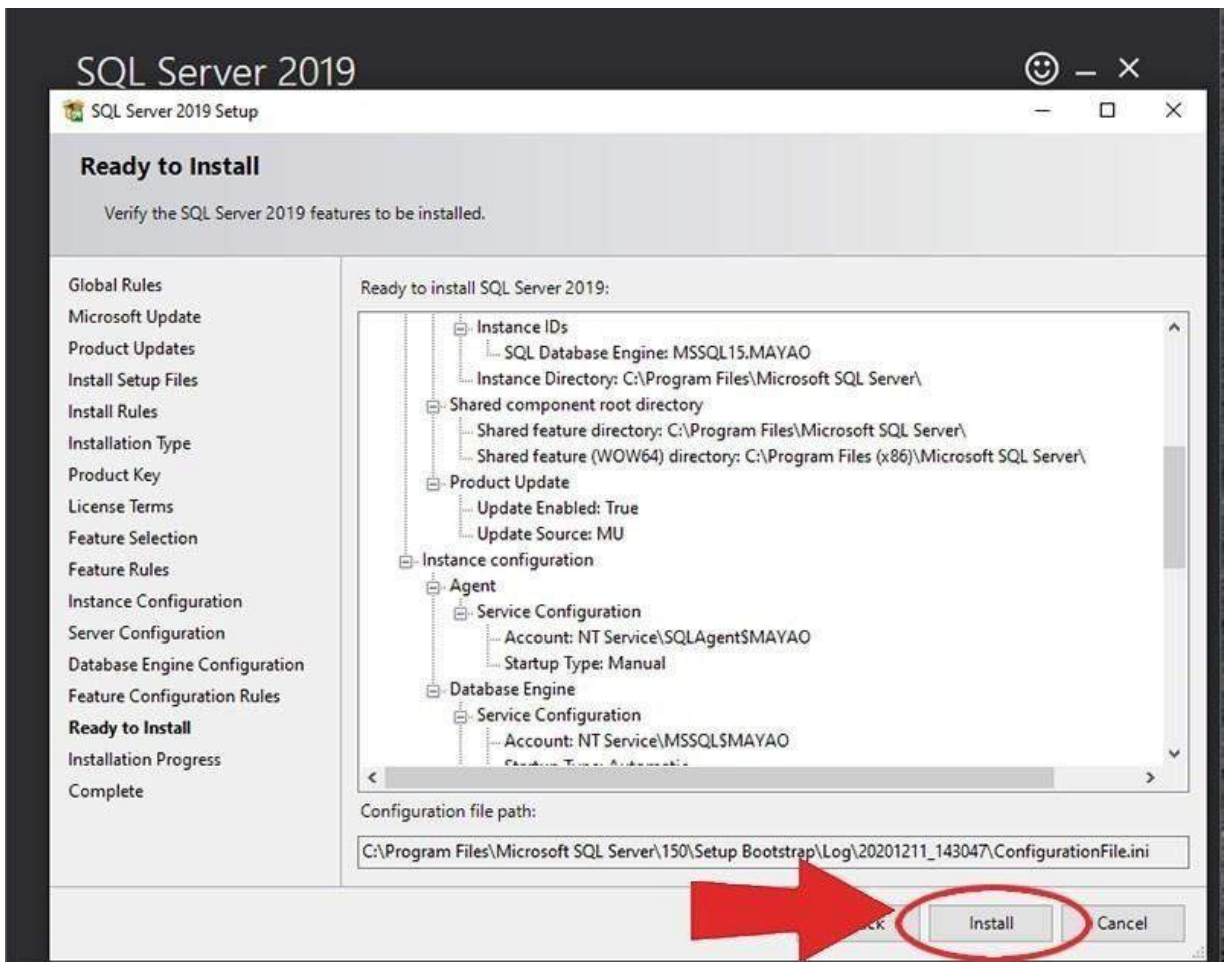 SQL Server 2019
SQL Server 2019 Setup
Ready to Install
Verify the SQL Server 2019 features to be installed.
Global Rules
Microsoft Update
Product Updates
Install Setup Files
Install Rules
Installation Type
Product Key
License Terms
Feature Selection
Feature Rules
Instance Configuration
Server Configuration
Database Engine Configuration
Feature Configuration Rules
Ready to Install
Installation Progress
Complete
Ready to install SQL Server 2019:
Instance IDs
SQL Database Engine: MSSQL15.MAYAO
Instance Directory: C:\Program Files\Microsoft SQL Server\
Shared component root directory
Shared feature directory: C:\Program Files\Microsoft SQL Server\
Shared feature (WOW64) directory: C:\Program Files (x86)\Microsoft SQL Server\
Product Update
Update Enabled: True
Update Source: MU
Instance configuration
Agent
Service Configuration
Account: NT Service\SQLAgent$MAYAO
Startup Type: Manual
Database Engine
Service Configuration
Account: NT Service\MSSQL$MAYAO
Startup Type: Automatic
Configuration file path:
C:\Program Files\Microsoft SQL Server\150\Setup Bootstrap\Log\20201211_143047\ConfigurationFile.ini
Install
Cancel